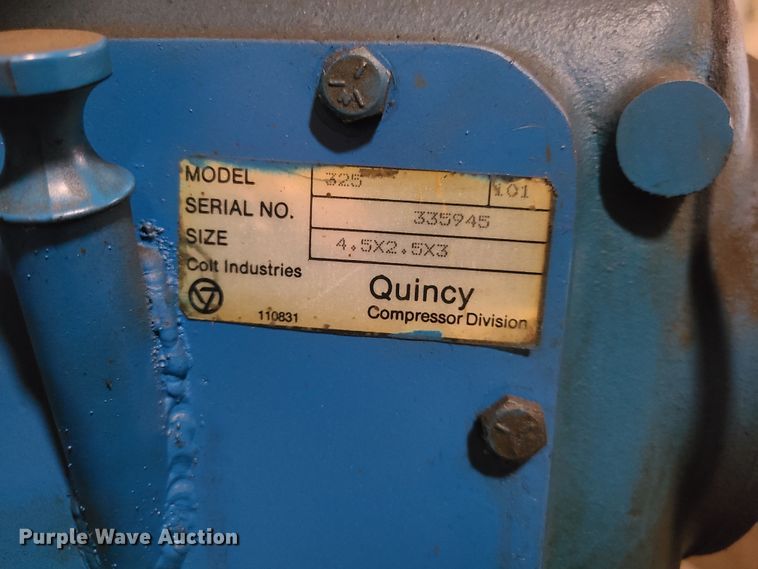 MODEL 325 101
SERIAL NO. 335945
SIZE 4.5X2.5X3
Colt Industries
Quincy
110831 Compressor Division
Purple Wave Auction